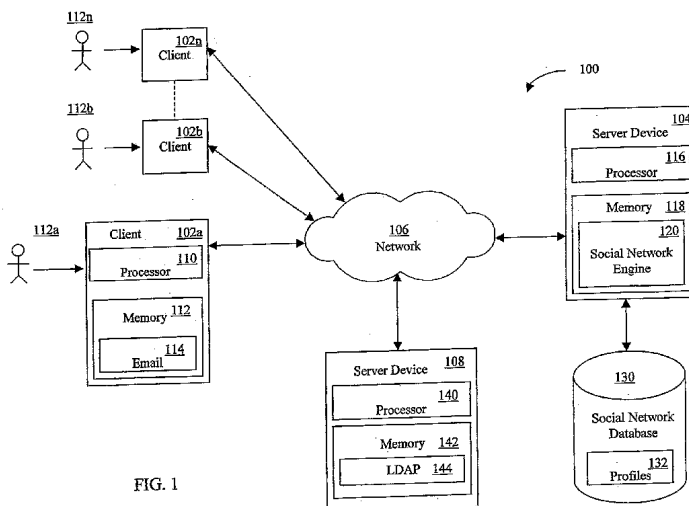 112n
102n
Client
100
112b
102b
Client
104
Server Device
116
Processor
118
Memory
120
Social Network
Engine
106
Network
112a
Client 102a
110
Processor
Memory 112
114
Email
Server Device 108
140
Processor
Memory 142
LDAP 144
130
Social Network
Database
Profiles 132
FIG. 1